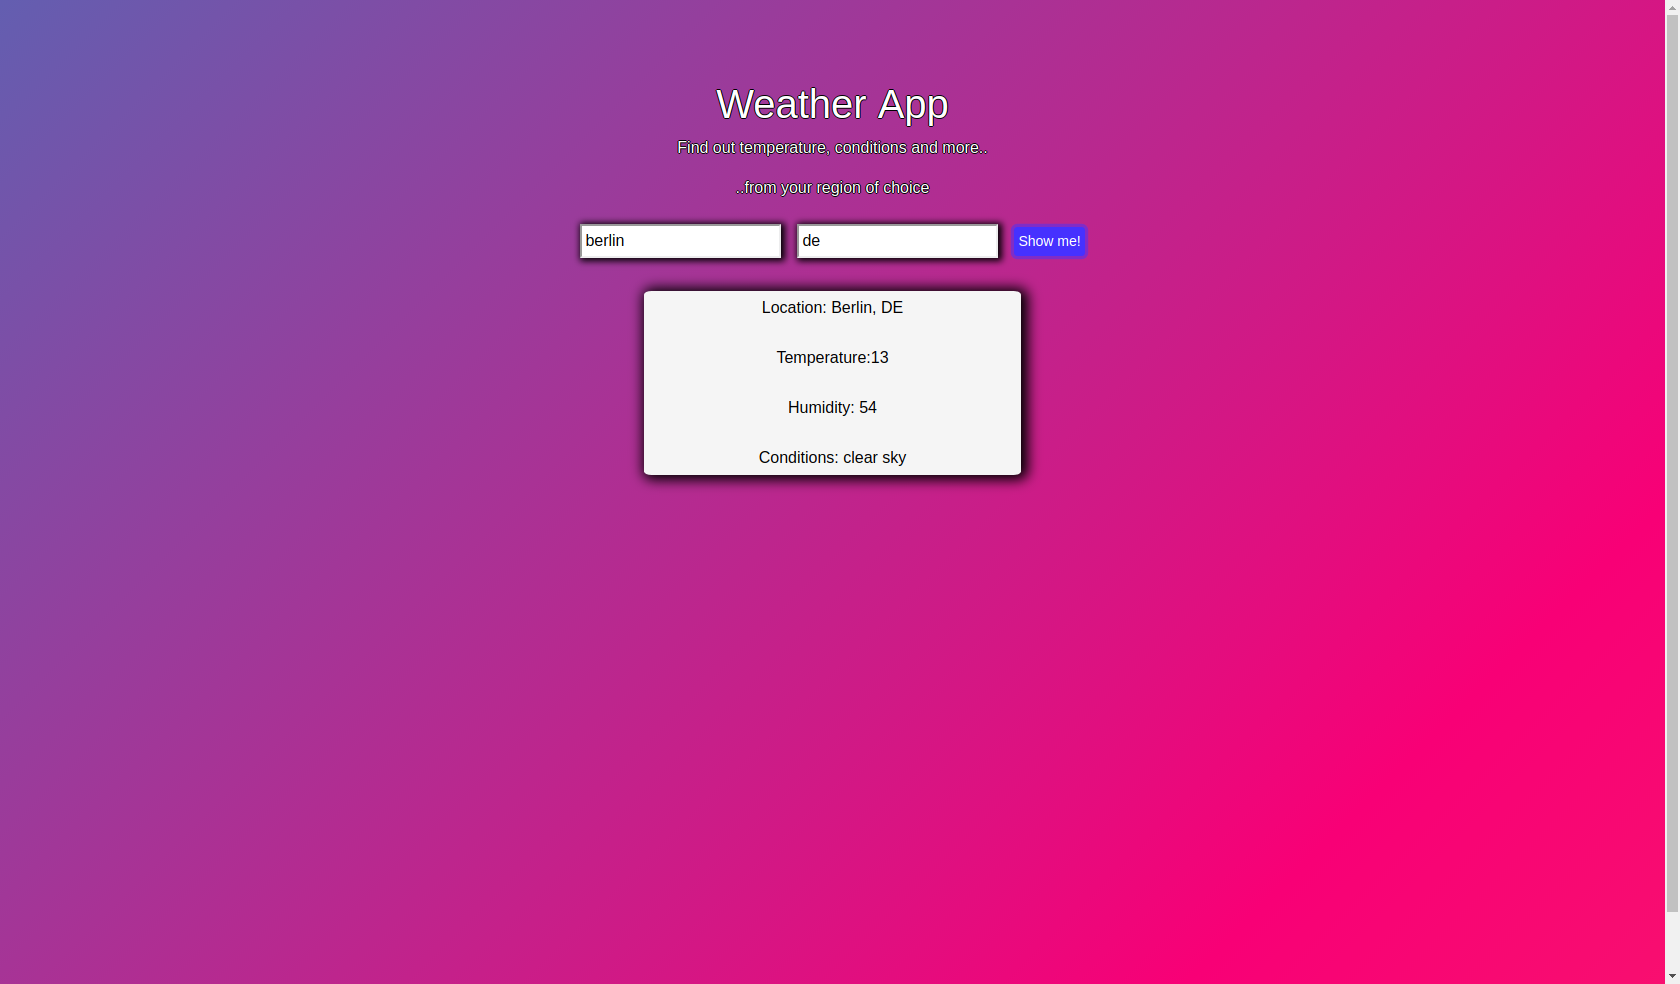 Weather App
Find out temperature, conditions and more..
..from your region of choice
berlin de Show me!
Location: Berlin, DE
Temperature:13
Humidity: 54
Conditions: clear sky